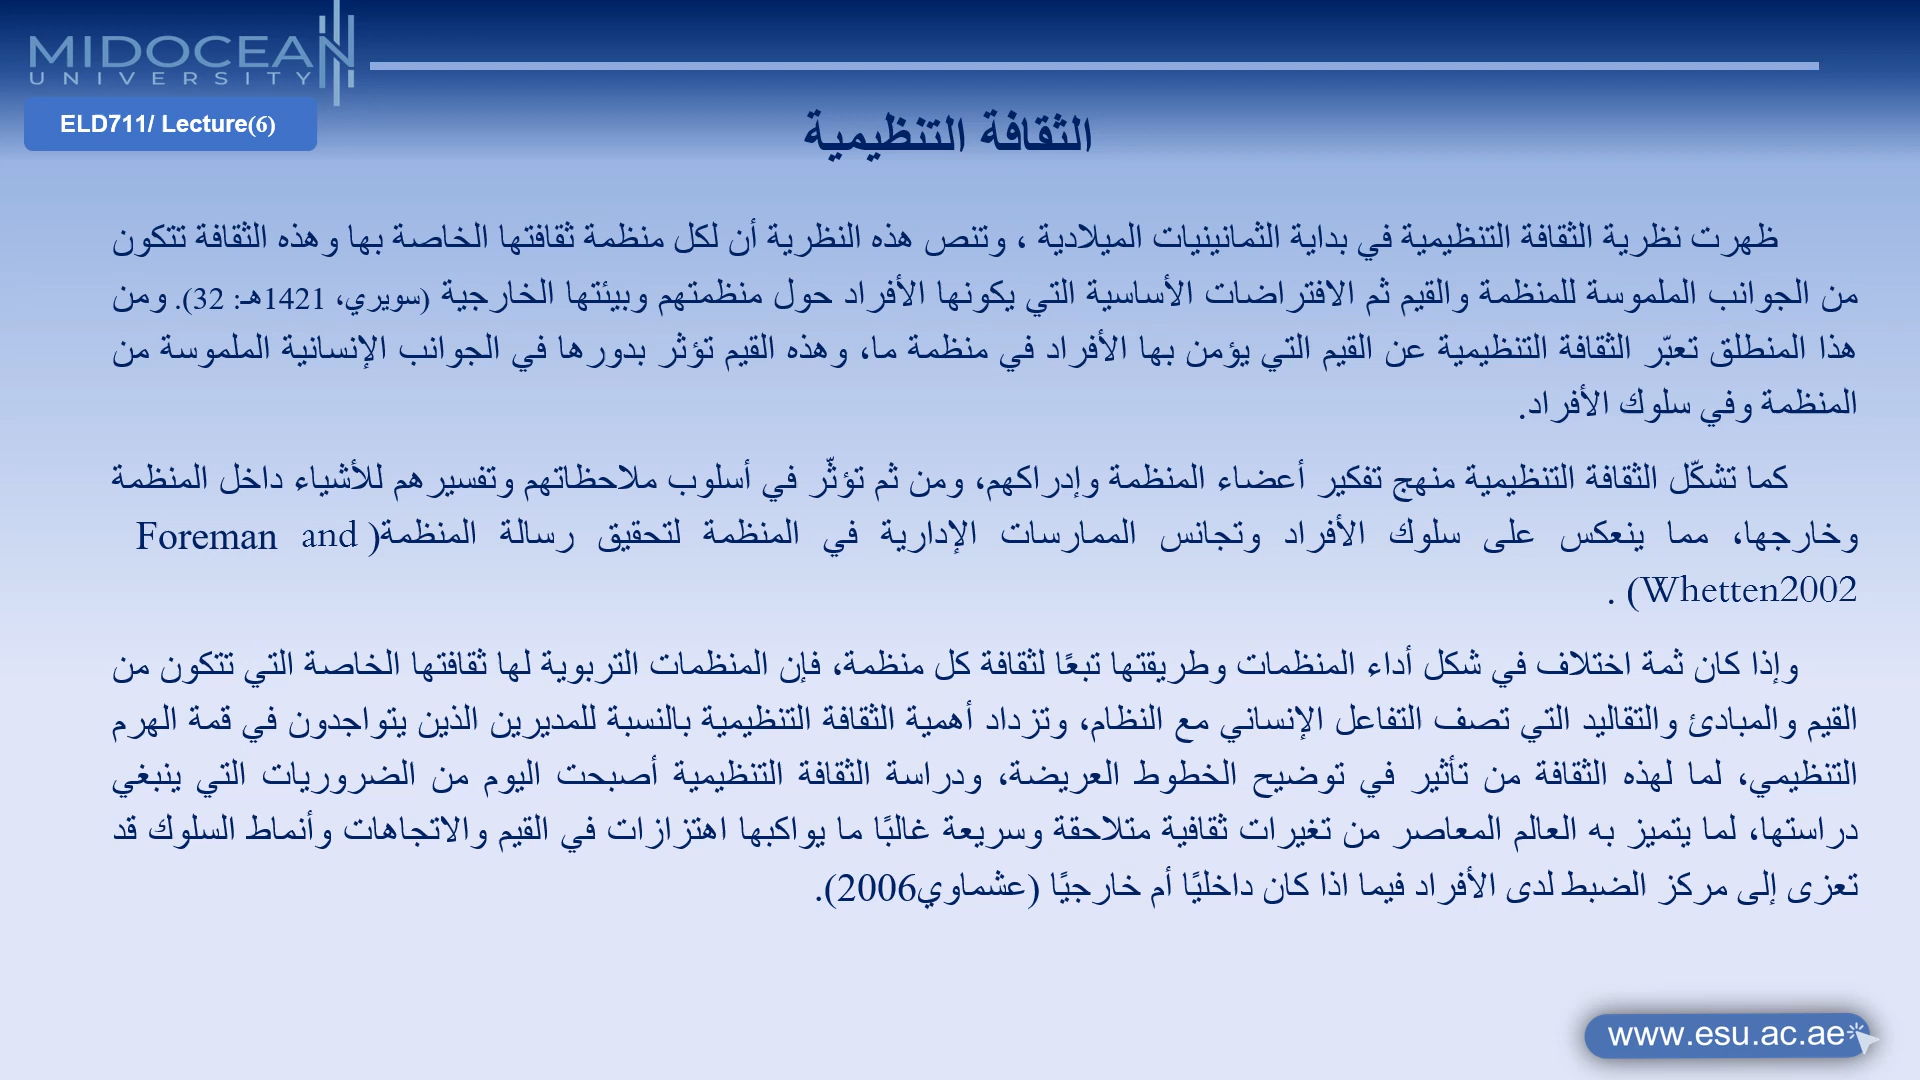 MIDOCEAN
UNIVERSITY
ELD711/ Lecture(6)
الثقافة التنظيمية
ظهرت نظرية الثقافة التنظيمية في بداية الثمانينيات الميلادية ، وتنص هذه النظرية أن لكل منظمة ثقافتها الخاصة بها وهذه الثقافة تتكون
من الجوانب الملموسة للمنظمة والقيم ثم الافتراضات الأساسية التي يكونها الأفراد حول منظمتهم وبيئتها الخارجية (سويري، 1421هـ: 32). ومن
هذا المنطلق تعبّر الثقافة التنظيمية عن القيم التي يؤمن بها الأفراد في منظمة ما، وهذه القيم تؤثر بدورها في الجوانب الإنسانية الملموسة من
المنظمة وفي سلوك الأفراد.
كما تشكّل الثقافة التنظيمية منهج تفكير أعضاء المنظمة وإدراكهم، ومن ثم تؤثّر في أسلوب ملاحظاتهم وتفسيرهم للأشياء داخل المنظمة
وخارجها، مما ينعكس على سلوك الأفراد وتجانس الممارسات الإدارية في المنظمة لتحقيق رسالة المنظمة( Foreman and
Whetten2002) .
وإذا كان ثمة اختلاف في شكل أداء المنظمات وطريقتها تبعًا لثقافة كل منظمة، فإن المنظمات التربوية لها ثقافتها الخاصة التي تتكون من
القيم والمبادئ والتقاليد التي تصف التفاعل الإنساني مع النظام، وتزداد أهمية الثقافة التنظيمية بالنسبة للمديرين الذين يتواجدون في قمة الهرم
التنظيمي، لما لهذه الثقافة من تأثير في توضيح الخطوط العريضة، ودراسة الثقافة التنظيمية أصبحت اليوم من الضروريات التي ينبغي
دراستها، لما يتميز به العالم المعاصر من تغيرات ثقافية متلاحقة وسريعة غالبًا ما يواكبها اهتزازات في القيم والاتجاهات وأنماط السلوك قد
تعزى إلى مركز الضبط لدى الأفراد فيما اذا كان داخليًا أم خارجيًا (عشماوي2006).
www.esu.ac.ae